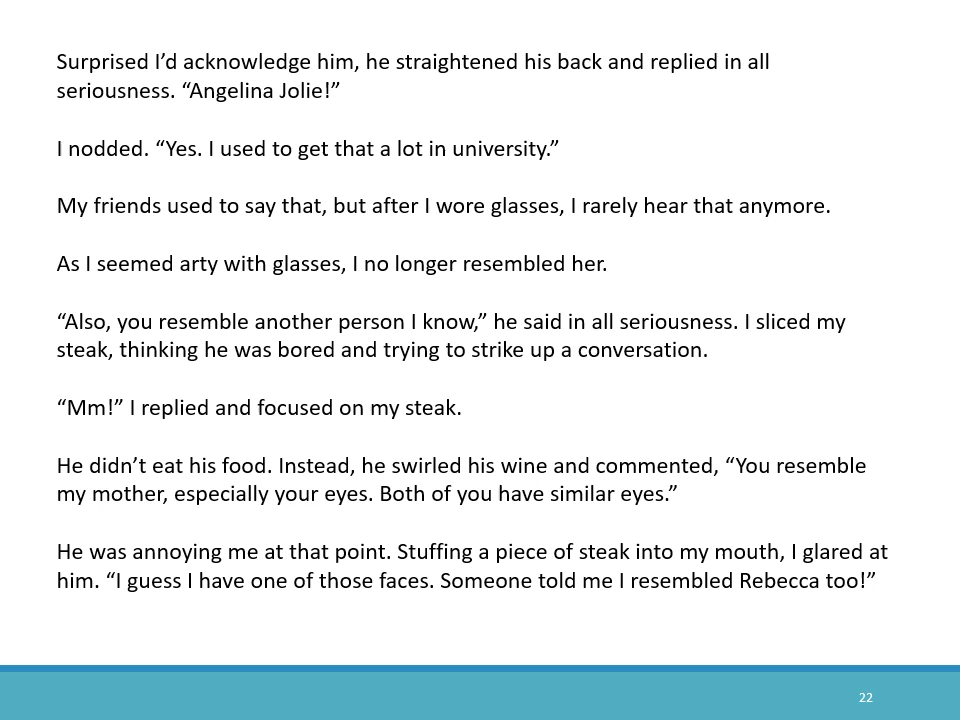 Surprised I’d acknowledge him, he straightened his back and replied in all
seriousness. “Angelina Jolie!”
I nodded. “Yes. I used to get that a lot in university.”
My friends used to say that, but after I wore glasses, I rarely hear that anymore.
As I seemed arty with glasses, I no longer resembled her.
“Also, you resemble another person I know,” he said in all seriousness. I sliced my
steak, thinking he was bored and trying to strike up a conversation.
“Mm!” I replied and focused on my steak.
He didn’t eat his food. Instead, he swirled his wine and commented, “You resemble
my mother, especially your eyes. Both of you have similar eyes.”
He was annoying me at that point. Stuffing a piece of steak into my mouth, I glared at
him. “I guess I have one of those faces. Someone told me I resembled Rebecca too!”
22